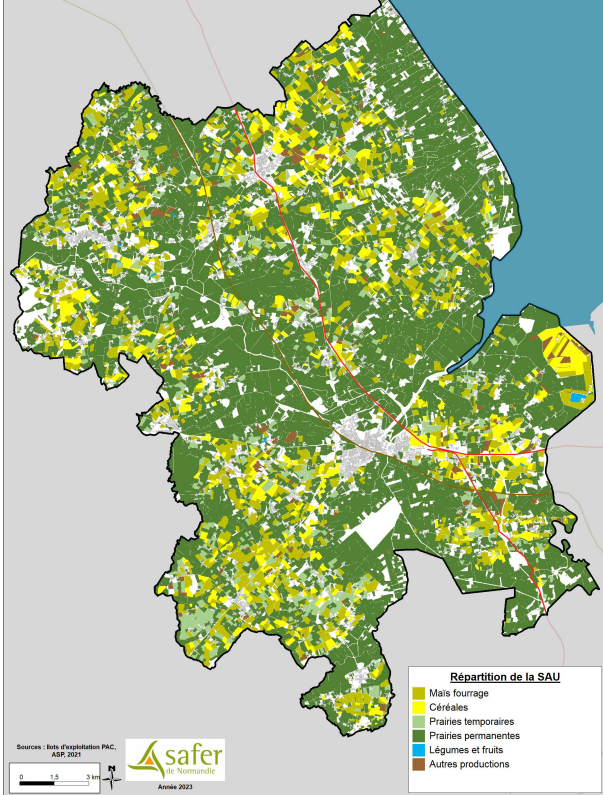 Répartition de la SAU
Maïs fourrage
Céréales
Prairies temporaires
Prairies permanentes
Légumes et fruits
Autres productions
Sources : Ilots d'exploitation PAC,
ASP, 2021
0 1,5 3 km
N
safer
de Normandie
Année 2023